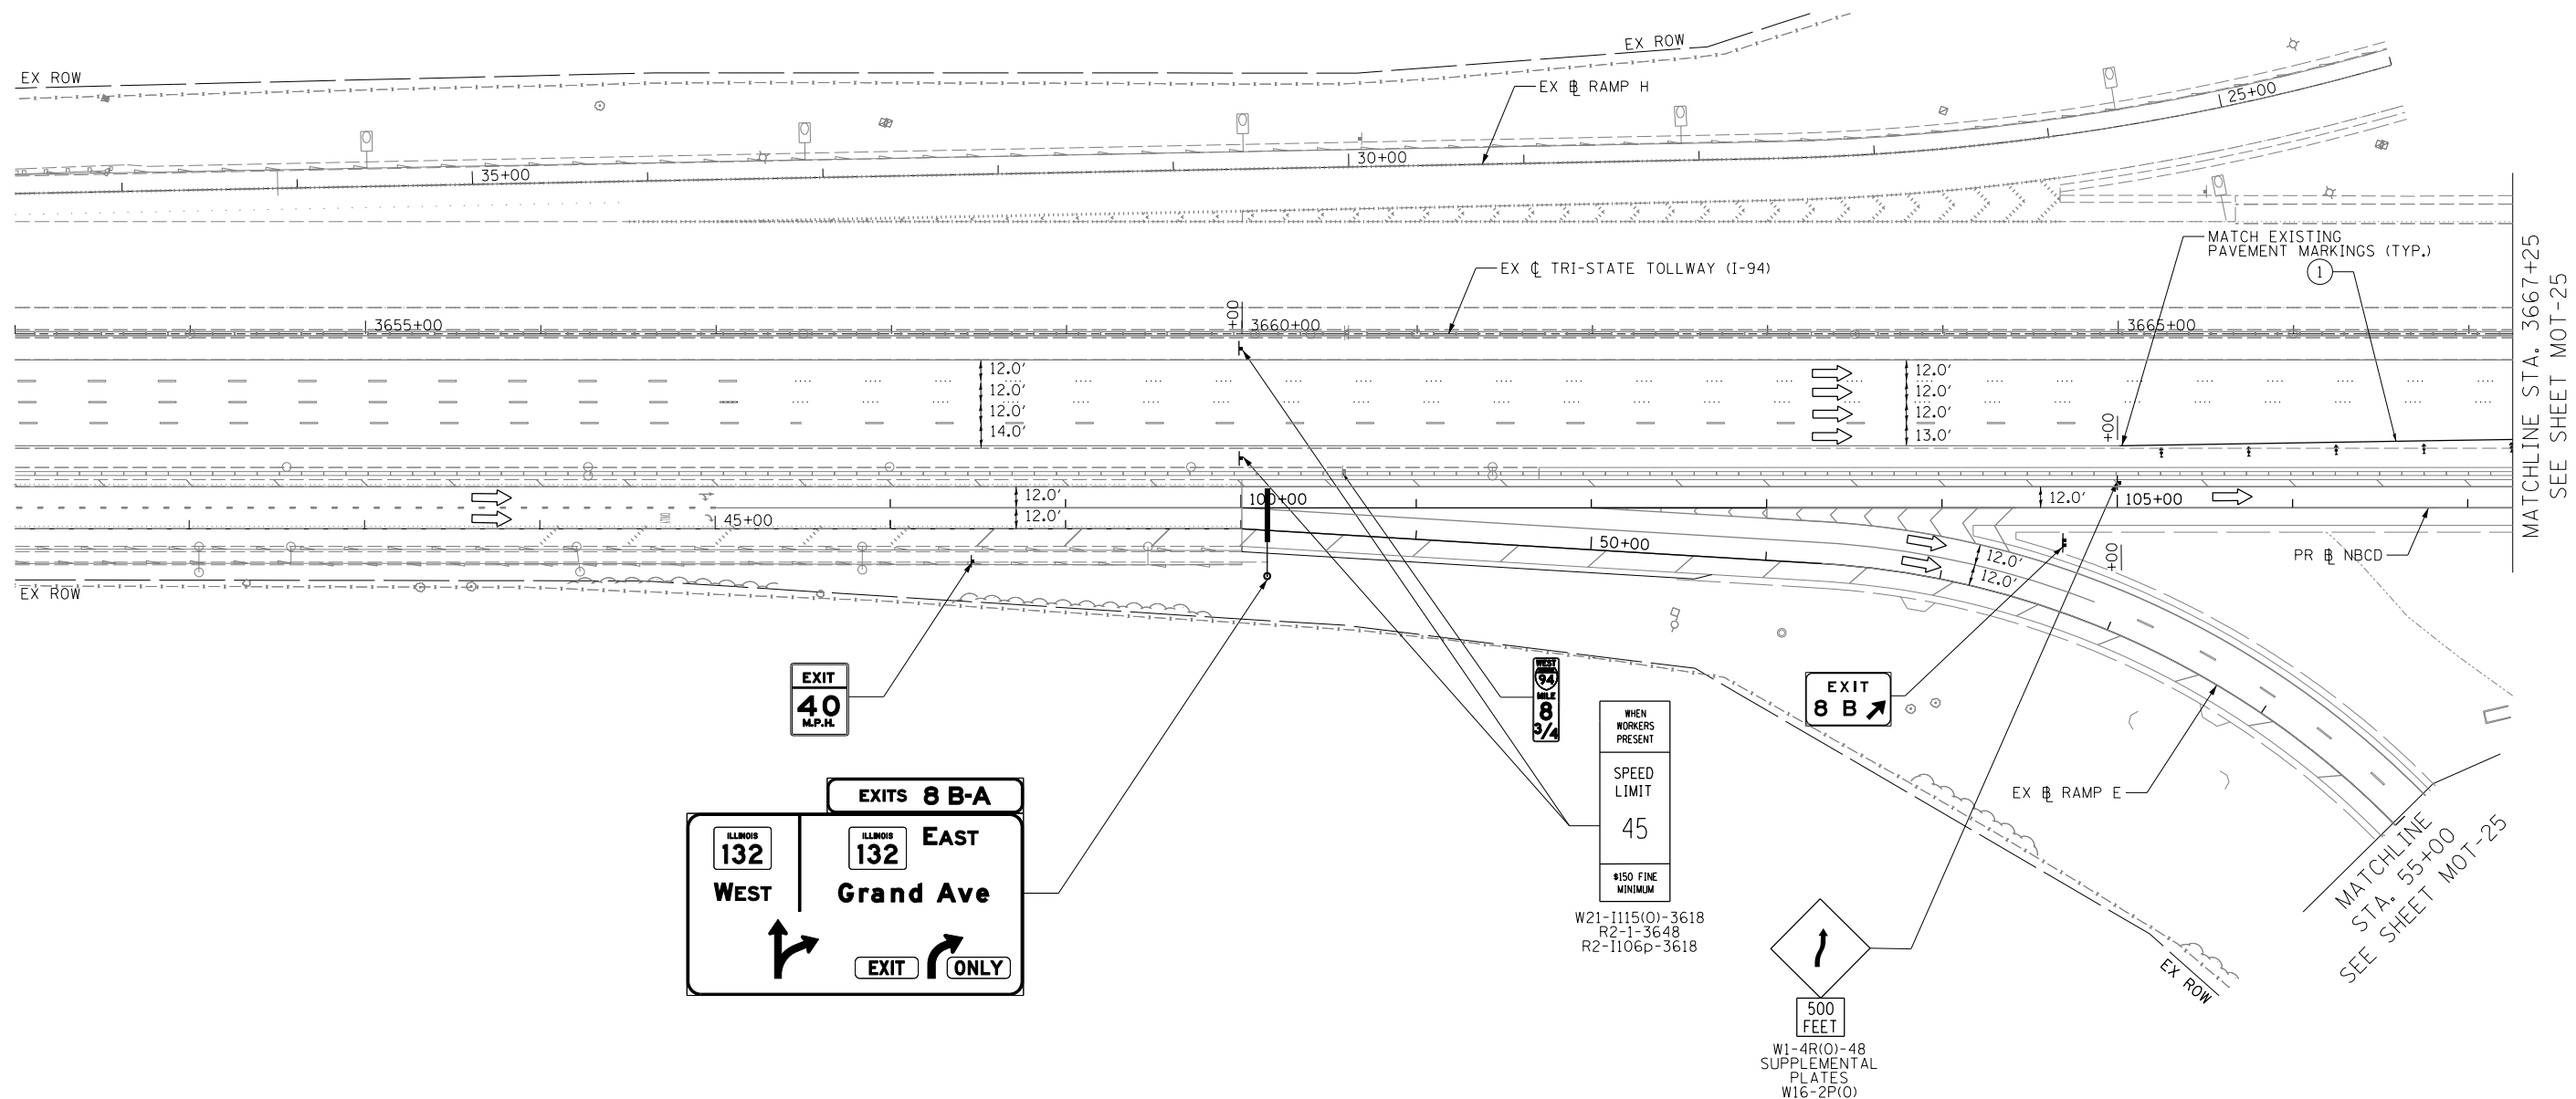 EX ROW
EX ROW
EX ℄ RAMP H
25+00
30+00
35+00
MATCH EXISTING
PAVEMENT MARKINGS (TYP.)
1
EX ℄ TRI-STATE TOLLWAY (I-94)
+00
3655+00
3660+00
3665+00
MATCHLINE STA. 3667+25
SEE SHEET MOT-25
12.0'
12.0'
12.0'
14.0'
12.0'
12.0'
12.0'
13.0'
+00
12.0'
12.0'
45+00
100+00
12.0'
105+00
50+00
12.0'
12.0'
+00
PR ℄ NBCD
EX ROW
EXIT
40
M.P.H.
WEST
94
MILE
8
3/4
WHEN
WORKERS
PRESENT
SPEED
LIMIT
45
$150 FINE
MINIMUM
W21-I115(O)-3618
R2-1-3648
R2-I106p-3618
EXIT
8 B
EX ℄ RAMP E
EXITS 8 B-A
ILLINOIS
132
WEST
ILLINOIS
132
EAST
Grand Ave
EXIT
ONLY
500
FEET
W1-4R(O)-48
SUPPLEMENTAL
PLATES
W16-2P(O)
MATCHLINE
STA. 55+00
SEE SHEET MOT-25
EX ROW